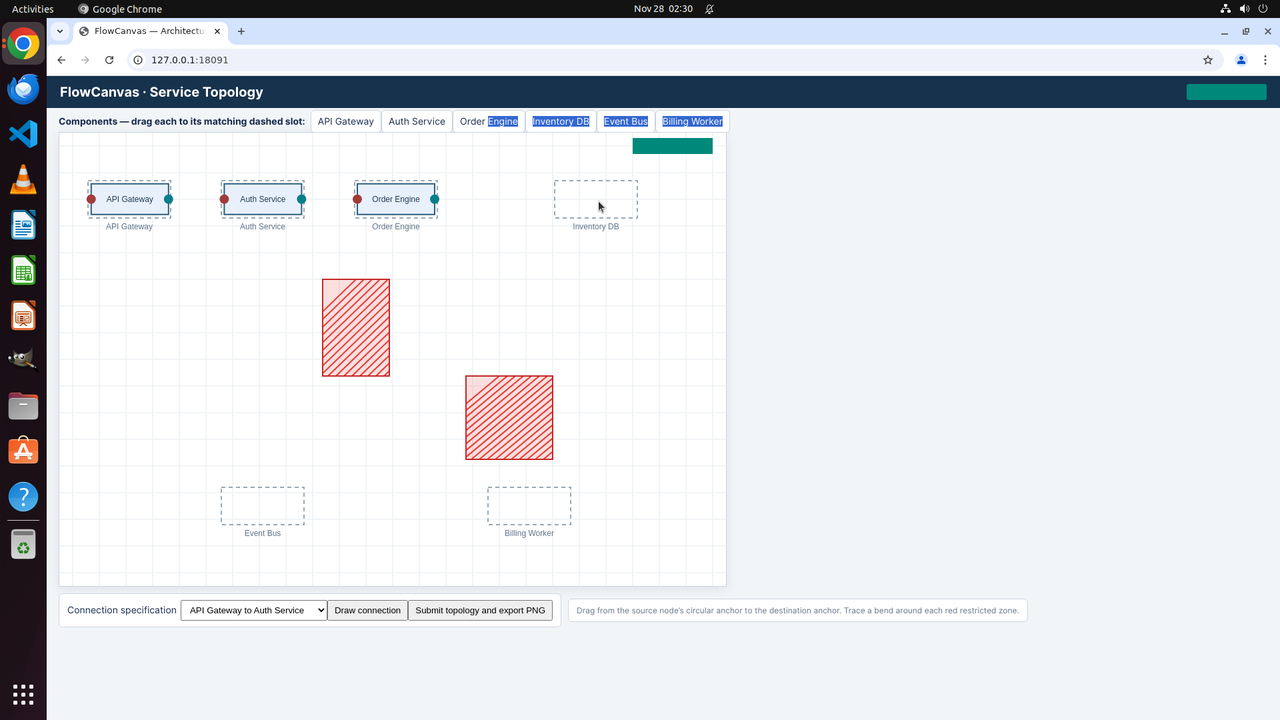 Activities
Google Chrome
Nov 28 02:30
FlowCanvas — Architectu
127.0.0.1:18091
FlowCanvas · Service Topology
Components — drag each to its matching dashed slot:
API Gateway
Auth Service
Order Engine
Inventory DB
Event Bus
Billing Worker
API Gateway
Auth Service
Order Engine
API Gateway
Auth Service
Order Engine
Inventory DB
Event Bus
Billing Worker
Connection specification
API Gateway to Auth Service
Draw connection
Submit topology and export PNG
Drag from the source node's circular anchor to the destination anchor. Trace a bend around each red restricted zone.